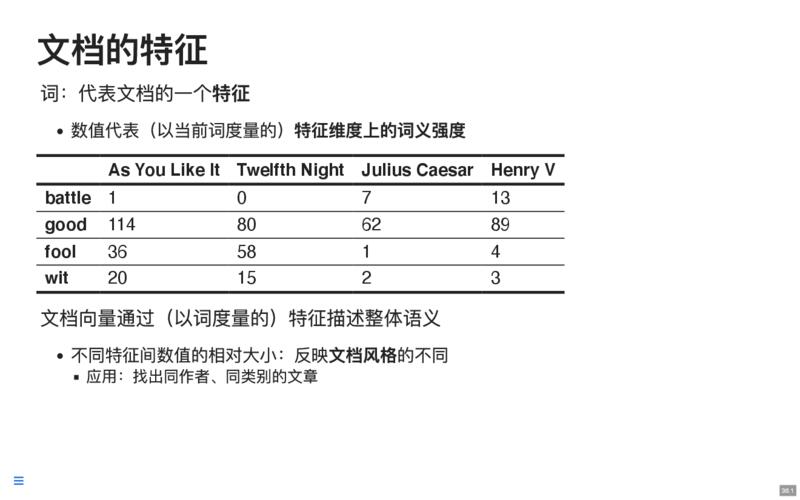 文档的特征
词：代表文档的一个特征
数值代表（以当前词度量的）特征维度上的词义强度
As You Like It Twelfth Night Julius Caesar Henry V
battle 1 0 7 13
good 114 80 62 89
fool 36 58 1 4
wit 20 15 2 3
文档向量通过（以词度量的）特征描述整体语义
不同特征间数值的相对大小：反映文档风格的不同
应用：找出同作者、同类别的文章